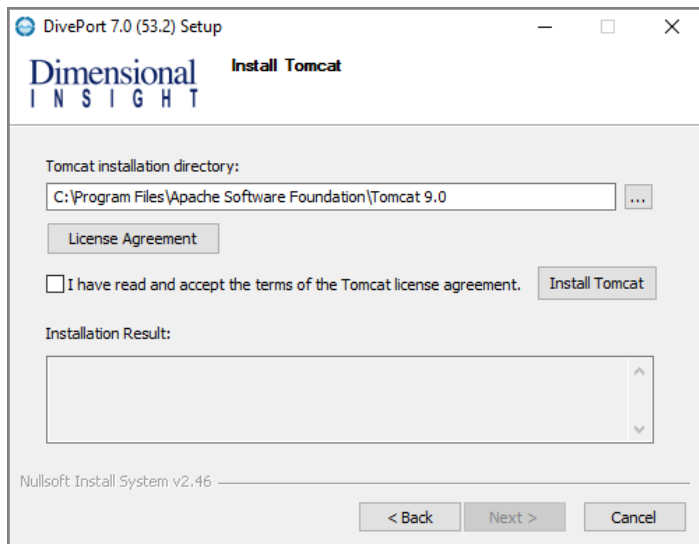 DivePort 7.0 (53.2) Setup
Dimensional
INSIGHT
Install Tomcat
Tomcat installation directory:
C:\Program Files\Apache Software Foundation\Tomcat 9.0
...
License Agreement
I have read and accept the terms of the Tomcat license agreement.
Install Tomcat
Installation Result:
Nullsoft Install System v2.46
< Back
Next >
Cancel